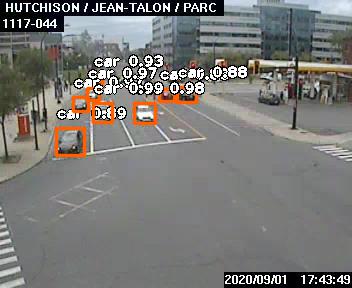 HUTCHISON / JEAN-TALON / PARC
1117-044
car 0.93
car 0.97
car 0.88
car 0.99
0.98
car
2020/09/01 17:43:49